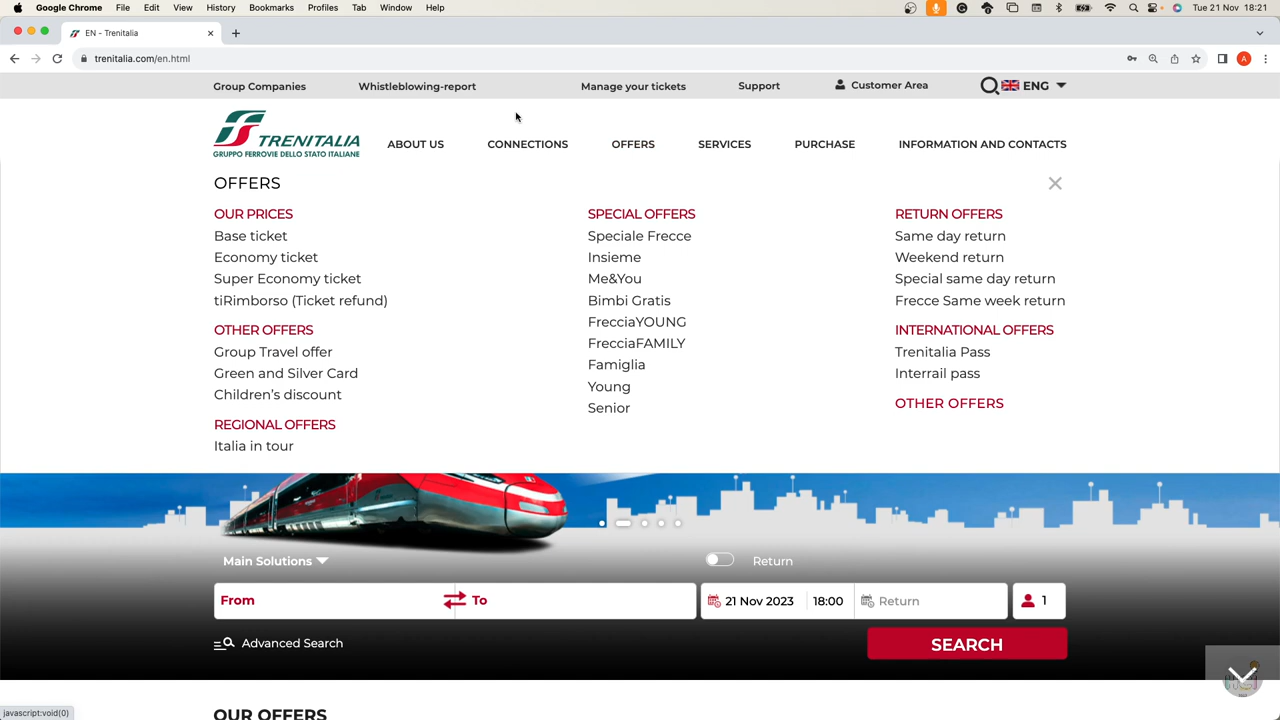 Google Chrome File Edit View History Bookmarks Profiles Tab Window Help Tue 21 Nov 18:21
EN - Trenitalia
trenitalia.com/en.html A
Group Companies Whistleblowing-report Manage your tickets Support Customer Area ENG
TRENITALIA
GRUPPO FERROVIE DELLO STATO ITALIANE
ABOUT US CONNECTIONS OFFERS SERVICES PURCHASE INFORMATION AND CONTACTS
OFFERS
OUR PRICES
Base ticket
Economy ticket
Super Economy ticket
tiRimborso (Ticket refund)
OTHER OFFERS
Group Travel offer
Green and Silver Card
Children’s discount
REGIONAL OFFERS
Italia in tour
SPECIAL OFFERS
Speciale Frecce
Insieme
Me&You
Bimbi Gratis
FrecciaYOUNG
FrecciaFAMILY
Famiglia
Young
Senior
RETURN OFFERS
Same day return
Weekend return
Special same day return
Frecce Same week return
INTERNATIONAL OFFERS
Trenitalia Pass
Interrail pass
OTHER OFFERS
Main Solutions Return
From To 21 Nov 2023 18:00 Return 1
Advanced Search SEARCH
OUR OFFERS
javascript:void(0)